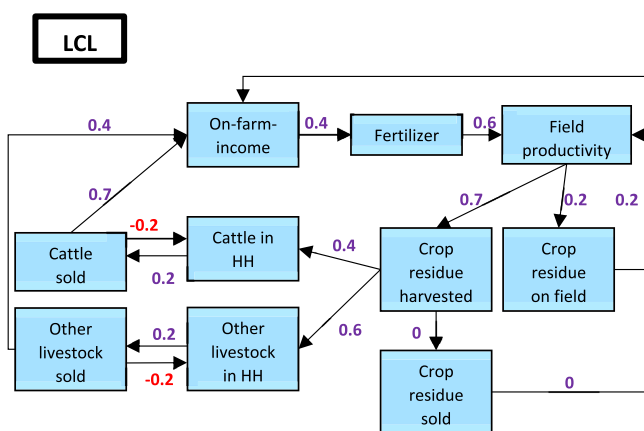 LCL
0.4
On-farm-
income
0.4
Fertilizer
0.6
Field
productivity
0.7
0.7
0.2
0.2
-0.2
Cattle
sold
0.2
Cattle in
HH
0.4
Crop
residue
harvested
Crop
residue
on field
Other
livestock
sold
0.2
-0.2
Other
livestock
in HH
0.6
0
Crop
residue
sold
0